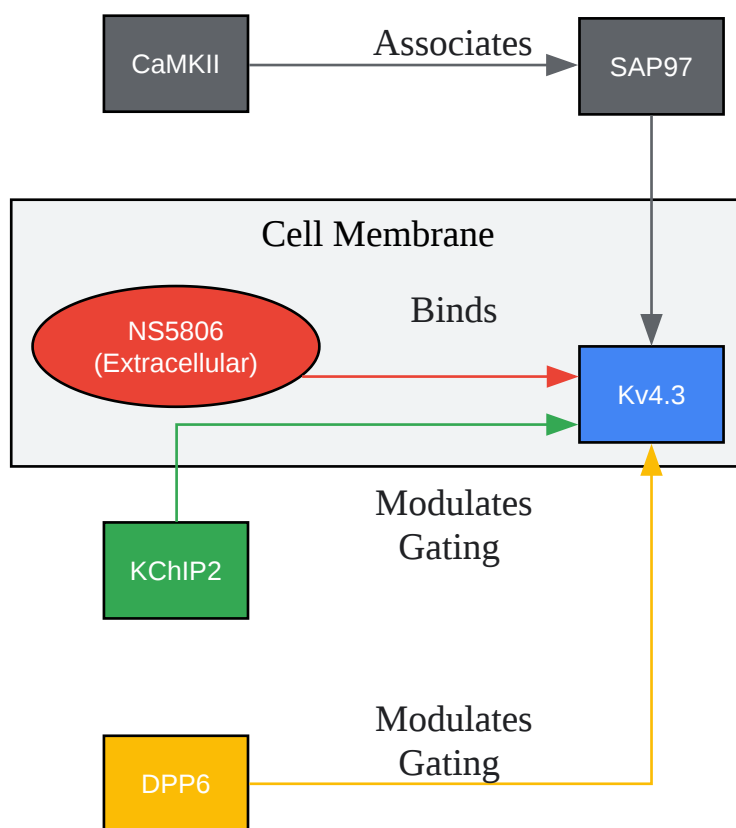 CaMKII
Associates
SAP97
Cell Membrane
Binds
NS5806
(Extracellular)
Kv4.3
Modulates
Gating
KChIP2
Modulates
Gating
DPP6